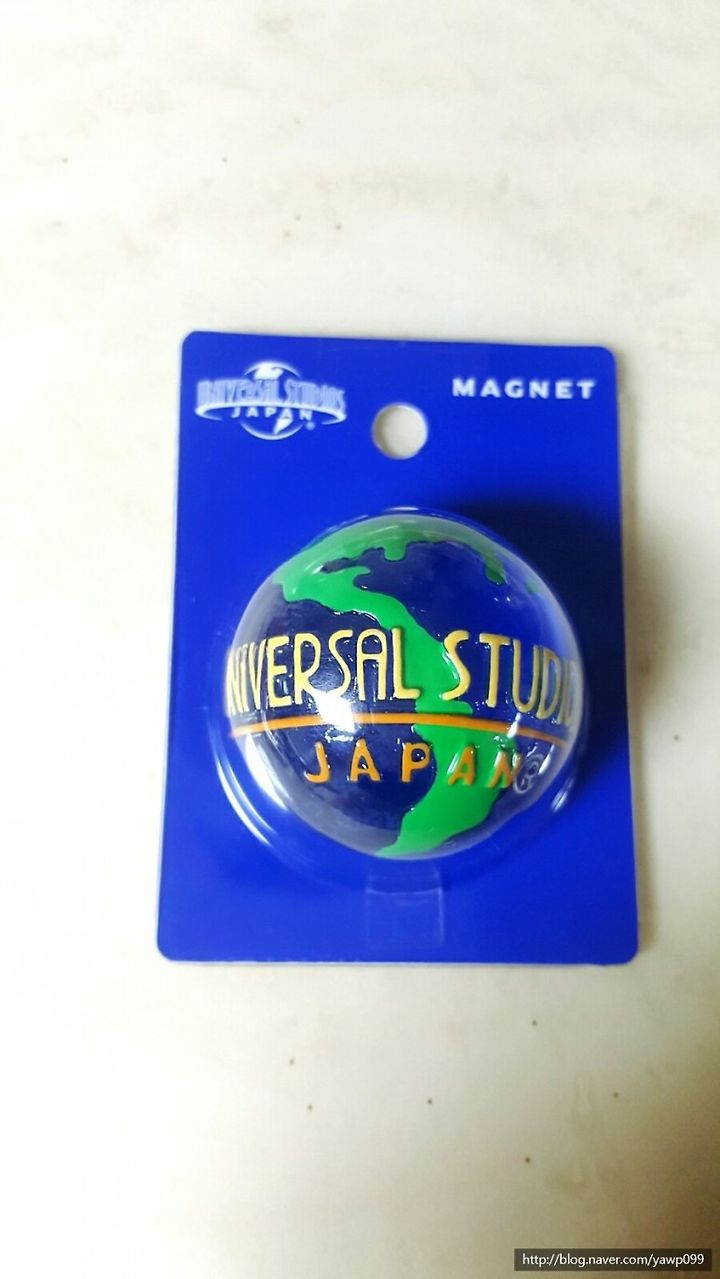 UNIVERSAL STUDIOS
JAPAN
MAGNET
NIVERSAL STUDIO
JAPAN®
http://blog.naver.com/yawp099